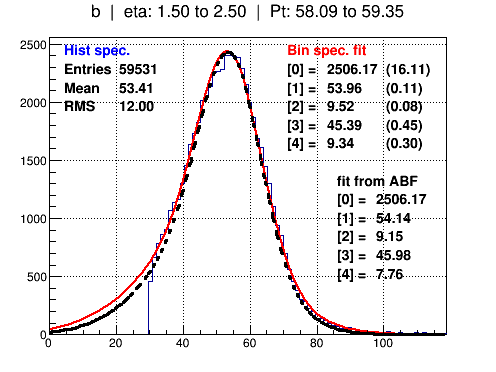 b | eta: 1.50 to 2.50 | Pt: 58.09 to 59.35
Hist spec.
Entries 59531
Mean 53.41
RMS 12.00
Bin spec. fit
[0] = 2506.17 (16.11)
[1] = 53.96 (0.11)
[2] = 9.52 (0.08)
[3] = 45.39 (0.45)
[4] = 9.34 (0.30)
fit from ABF
[0] = 2506.17
[1] = 54.14
[2] = 9.15
[3] = 45.98
[4] = 7.76
2500
2000
1500
1000
500
0
0 20 40 60 80 100